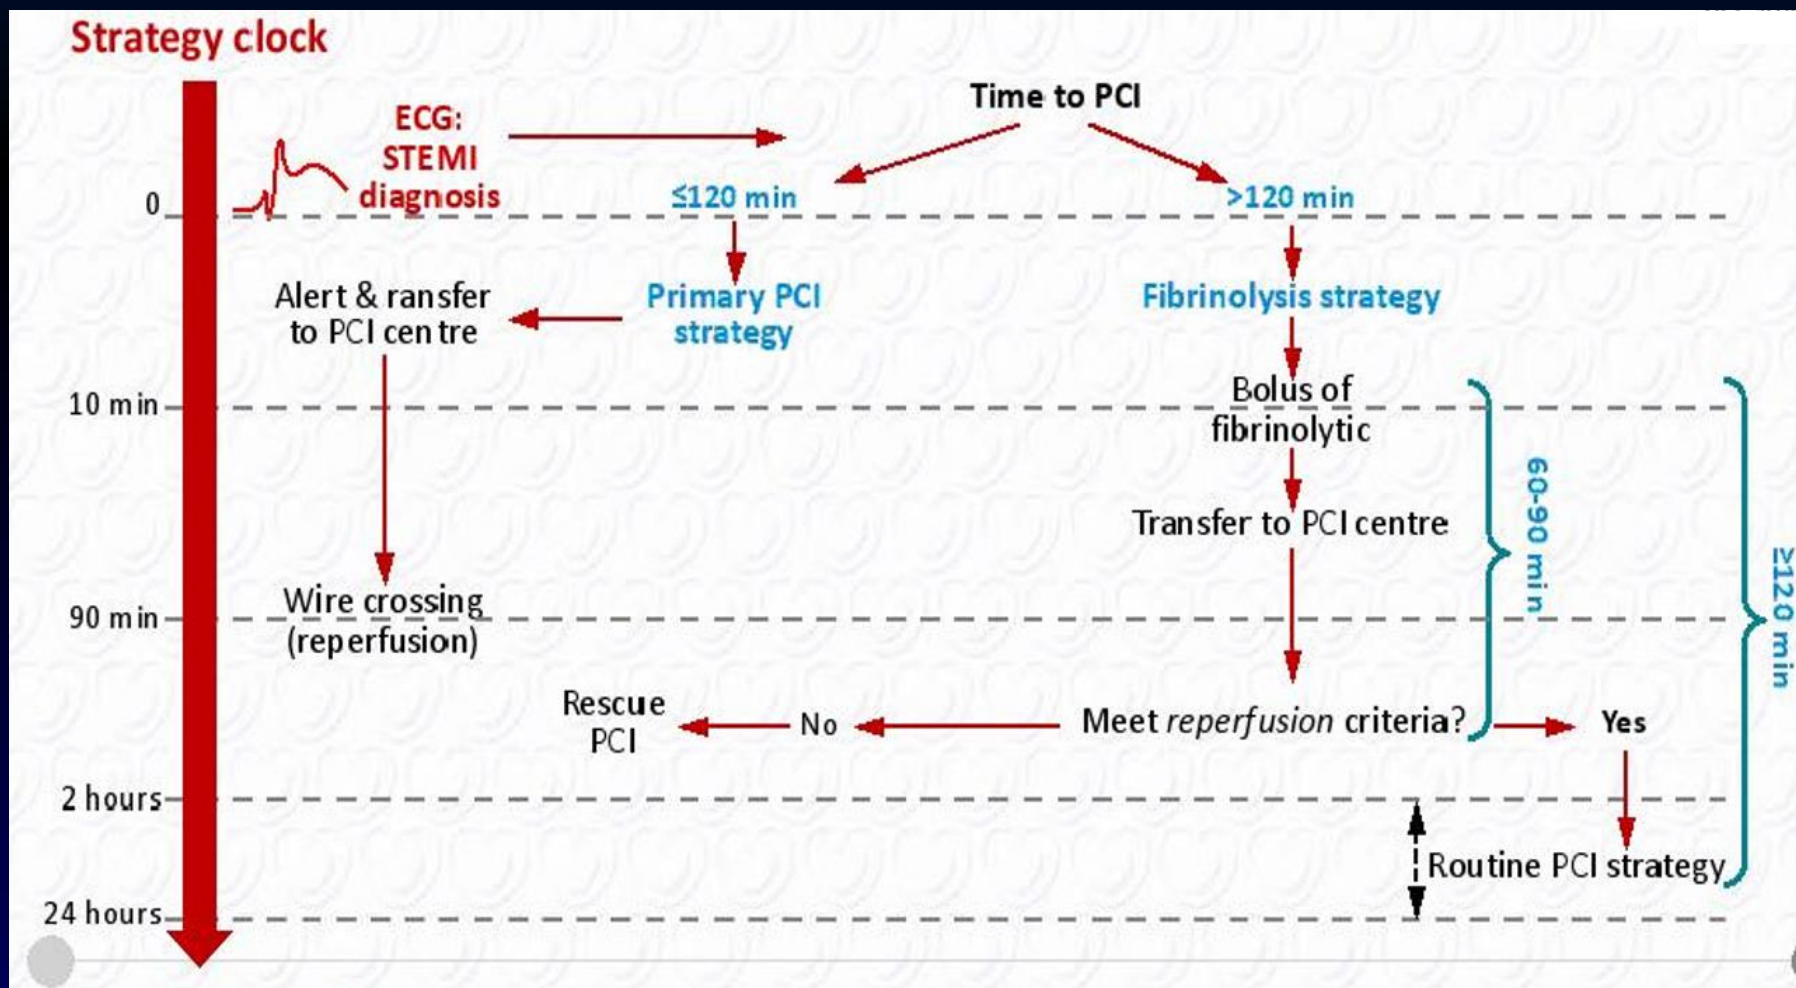 Strategy clock
Time to PCI
ECG:
STEMI
diagnosis
0
≤120 min
>120 min
Alert & ransfer
to PCI centre
Primary PCI
strategy
Fibrinolysis strategy
10 min
Bolus of
fibrinolytic
Transfer to PCI centre
60-90 min
≥120 min
90 min
Wire crossing
(reperfusion)
Rescue
PCI
No
Meet reperfusion criteria?
Yes
2 hours
Routine PCI strategy
24 hours